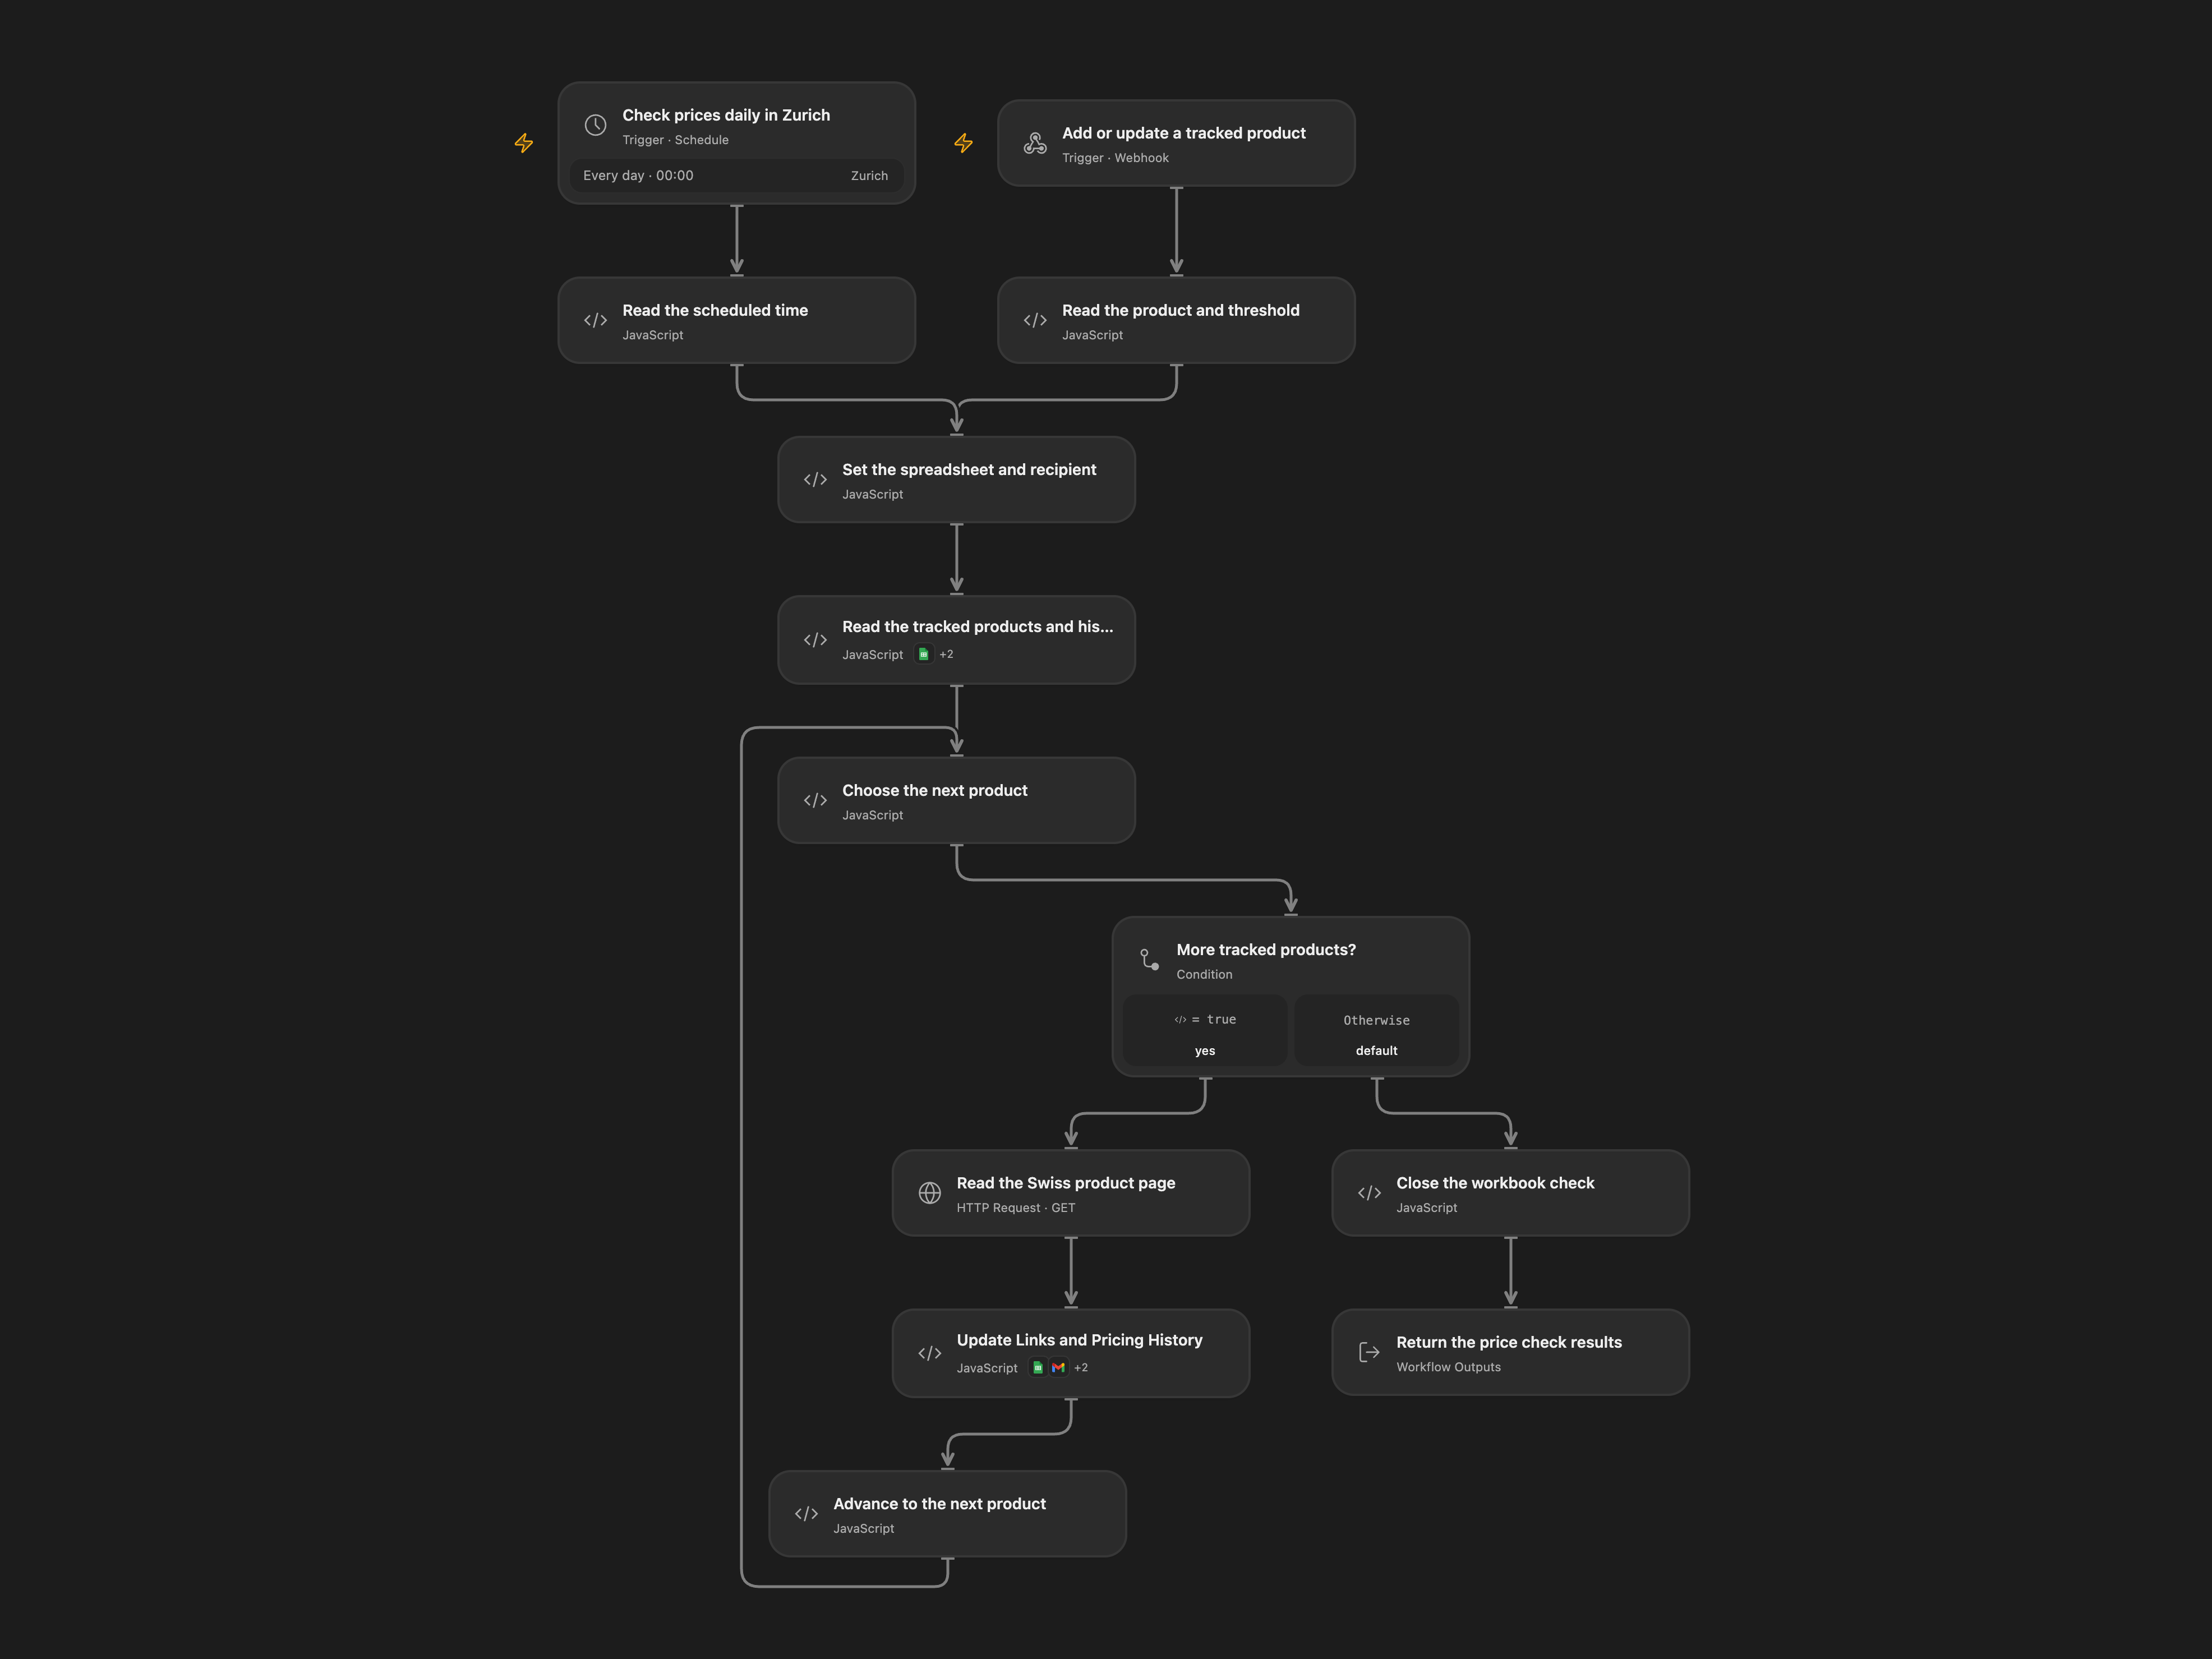 Check prices daily in Zurich
Trigger · Schedule
Every day · 00:00
Zurich
Add or update a tracked product
Trigger · Webhook
Read the scheduled time
JavaScript
Read the product and threshold
JavaScript
Set the spreadsheet and recipient
JavaScript
Read the tracked products and his...
JavaScript +2
Choose the next product
JavaScript
More tracked products?
Condition
</> = true
yes
Otherwise
default
Read the Swiss product page
HTTP Request · GET
Close the workbook check
JavaScript
Update Links and Pricing History
JavaScript +2
Return the price check results
Workflow Outputs
Advance to the next product
JavaScript